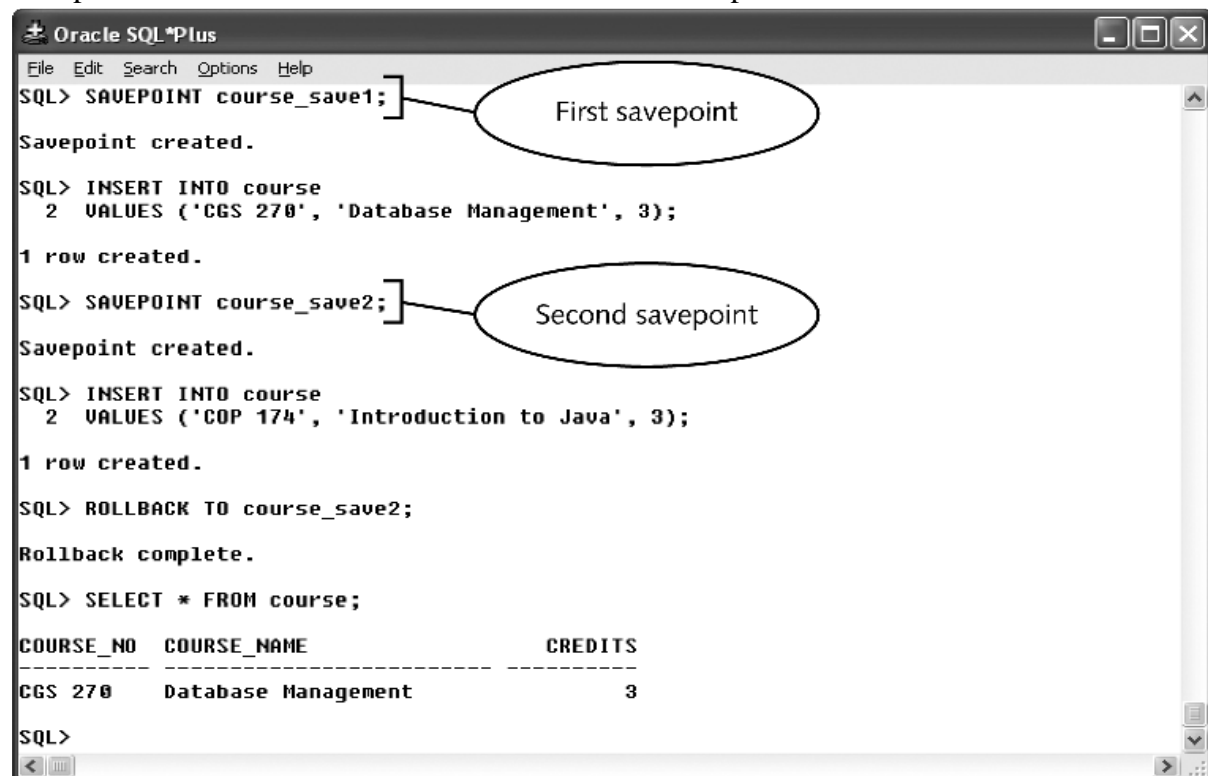 Oracle SQL*Plus
File Edit Search Options Help
SQL> SAVEPOINT course_save1;
First savepoint
Savepoint created.
SQL> INSERT INTO course
2 VALUES ('CGS 270', 'Database Management', 3);
1 row created.
SQL> SAVEPOINT course_save2;
Second savepoint
Savepoint created.
SQL> INSERT INTO course
2 VALUES ('COP 174', 'Introduction to Java', 3);
1 row created.
SQL> ROLLBACK TO course_save2;
Rollback complete.
SQL> SELECT * FROM course;
COURSE_NO COURSE_NAME CREDITS
---------- ------------------------- ----------
CGS 270 Database Management 3
SQL>